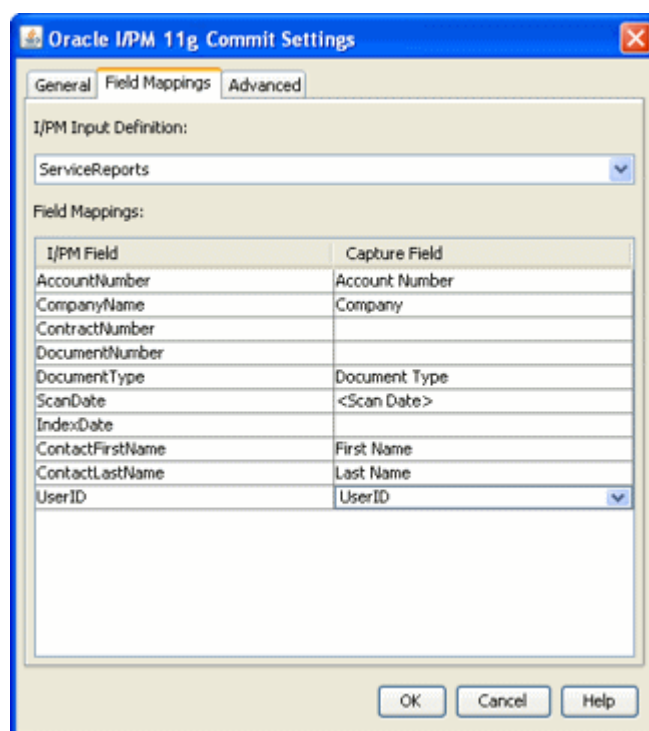 Oracle I/PM 11g Commit Settings
General Field Mappings Advanced
I/PM Input Definition:
ServiceReports
Field Mappings:
I/PM Field Capture Field
AccountNumber Account Number
CompanyName Company
ContractNumber
DocumentNumber
DocumentType Document Type
ScanDate <Scan Date>
IndexDate
ContactFirstName First Name
ContactLastName Last Name
UserID UserID
OK Cancel Help